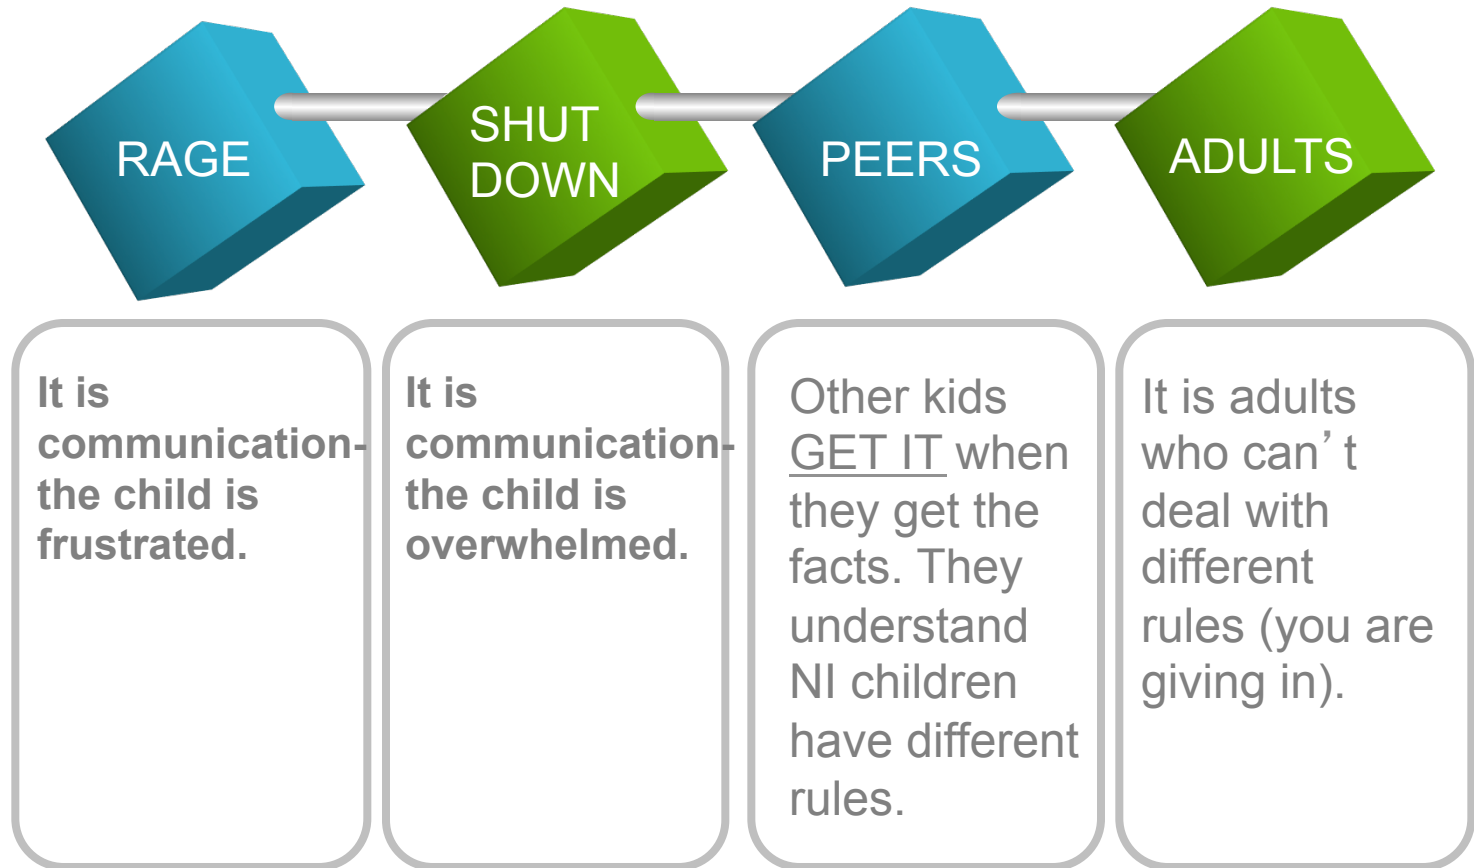 RAGE
SHUT
DOWN
PEERS
ADULTS
It is
communication-
the child is
frustrated.
It is
communication-
the child is
overwhelmed.
Other kids
GET IT when
they get the
facts. They
understand
NI children
have different
rules.
It is adults
who can’ t
deal with
different
rules (you are
giving in).